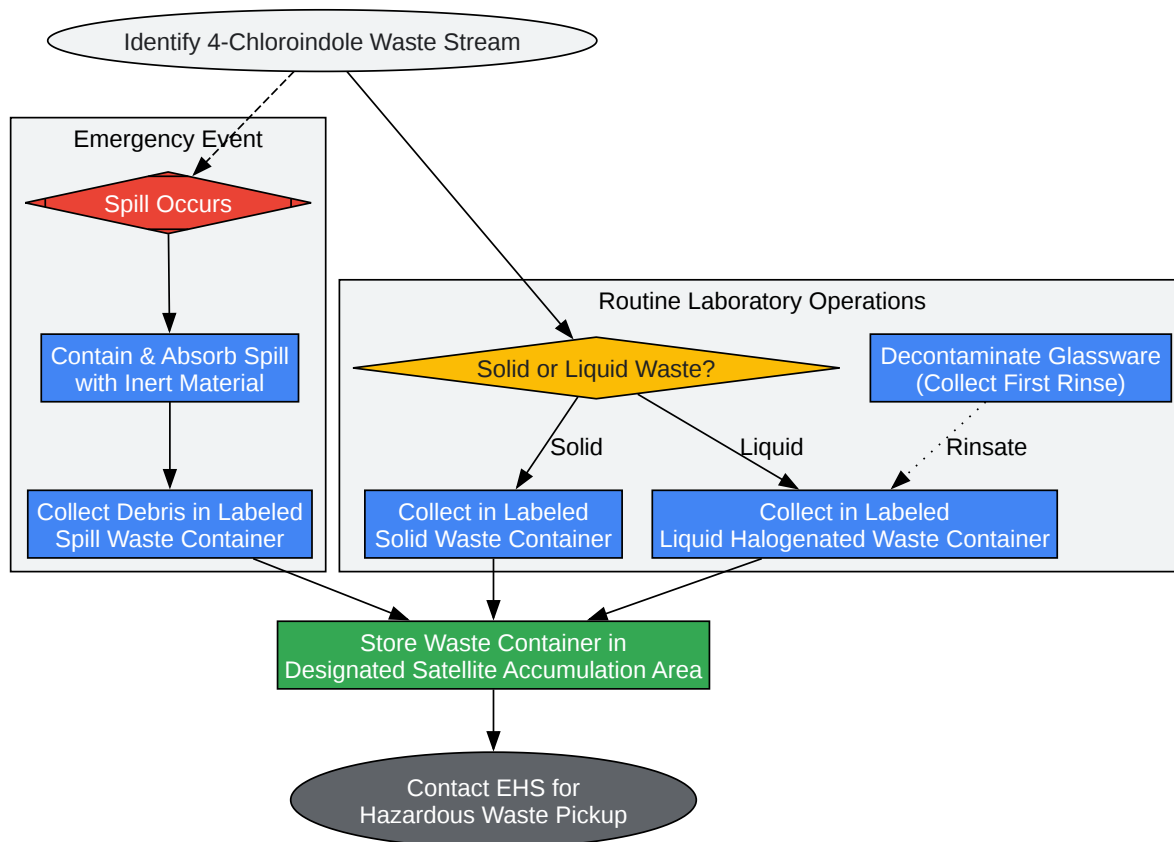 Identify 4-Chloroindole Waste Stream
Emergency Event
Spill Occurs
Contain & Absorb Spill
with Inert Material
Collect Debris in Labeled
Spill Waste Container
Routine Laboratory Operations
Solid or Liquid Waste?
Decontaminate Glassware
(Collect First Rinse)
Solid
Liquid
Rinsate
Collect in Labeled
Solid Waste Container
Collect in Labeled
Liquid Halogenated Waste Container
Store Waste Container in
Designated Satellite Accumulation Area
Contact EHS for
Hazardous Waste Pickup